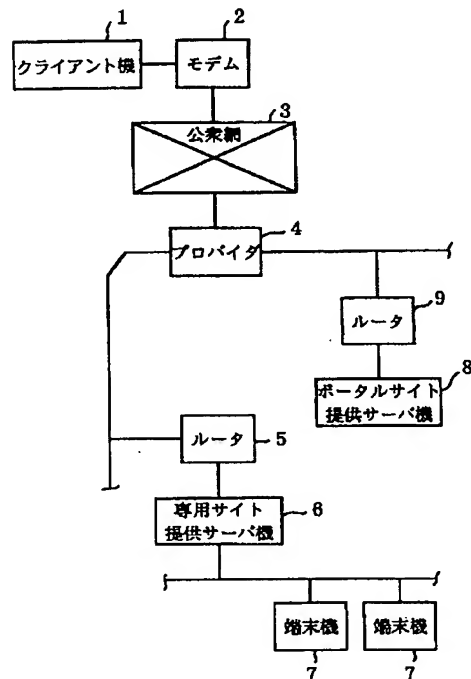 1
クライアント機
2
モデム
3
公衆網
4
プロバイダ
9
ルータ
8
ポータルサイト
提供サーバ機
ルータ
5
専用サイト
提供サーバ機
6
端末機
端末機
7
7